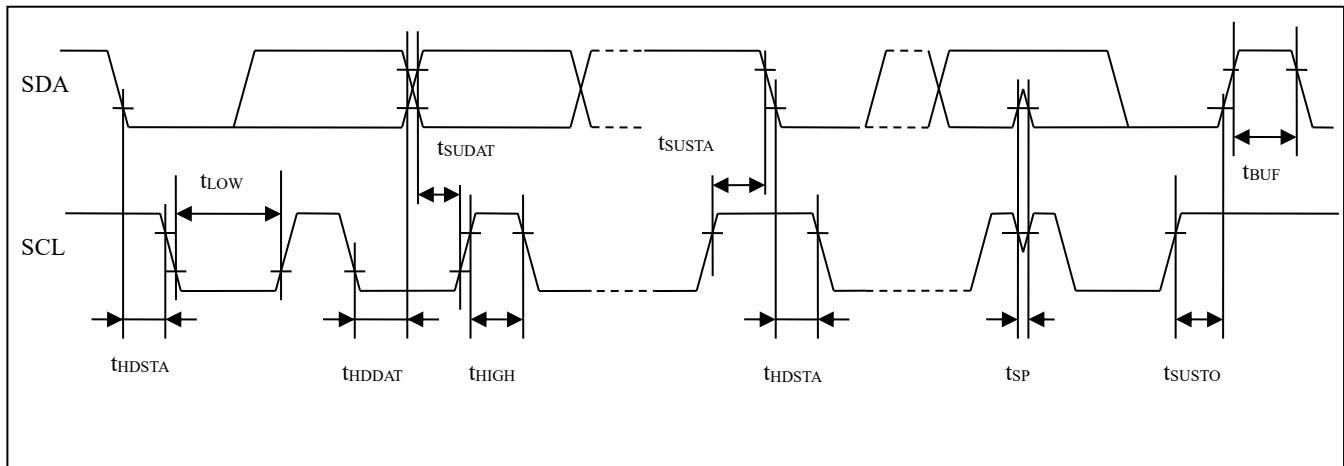 SDA
tSUDAT
tSUSTA
tBUF
tLOW
SCL
tHDSTA
tHDDAT
tHIGH
tHDSTA
tSP
tSUSTO